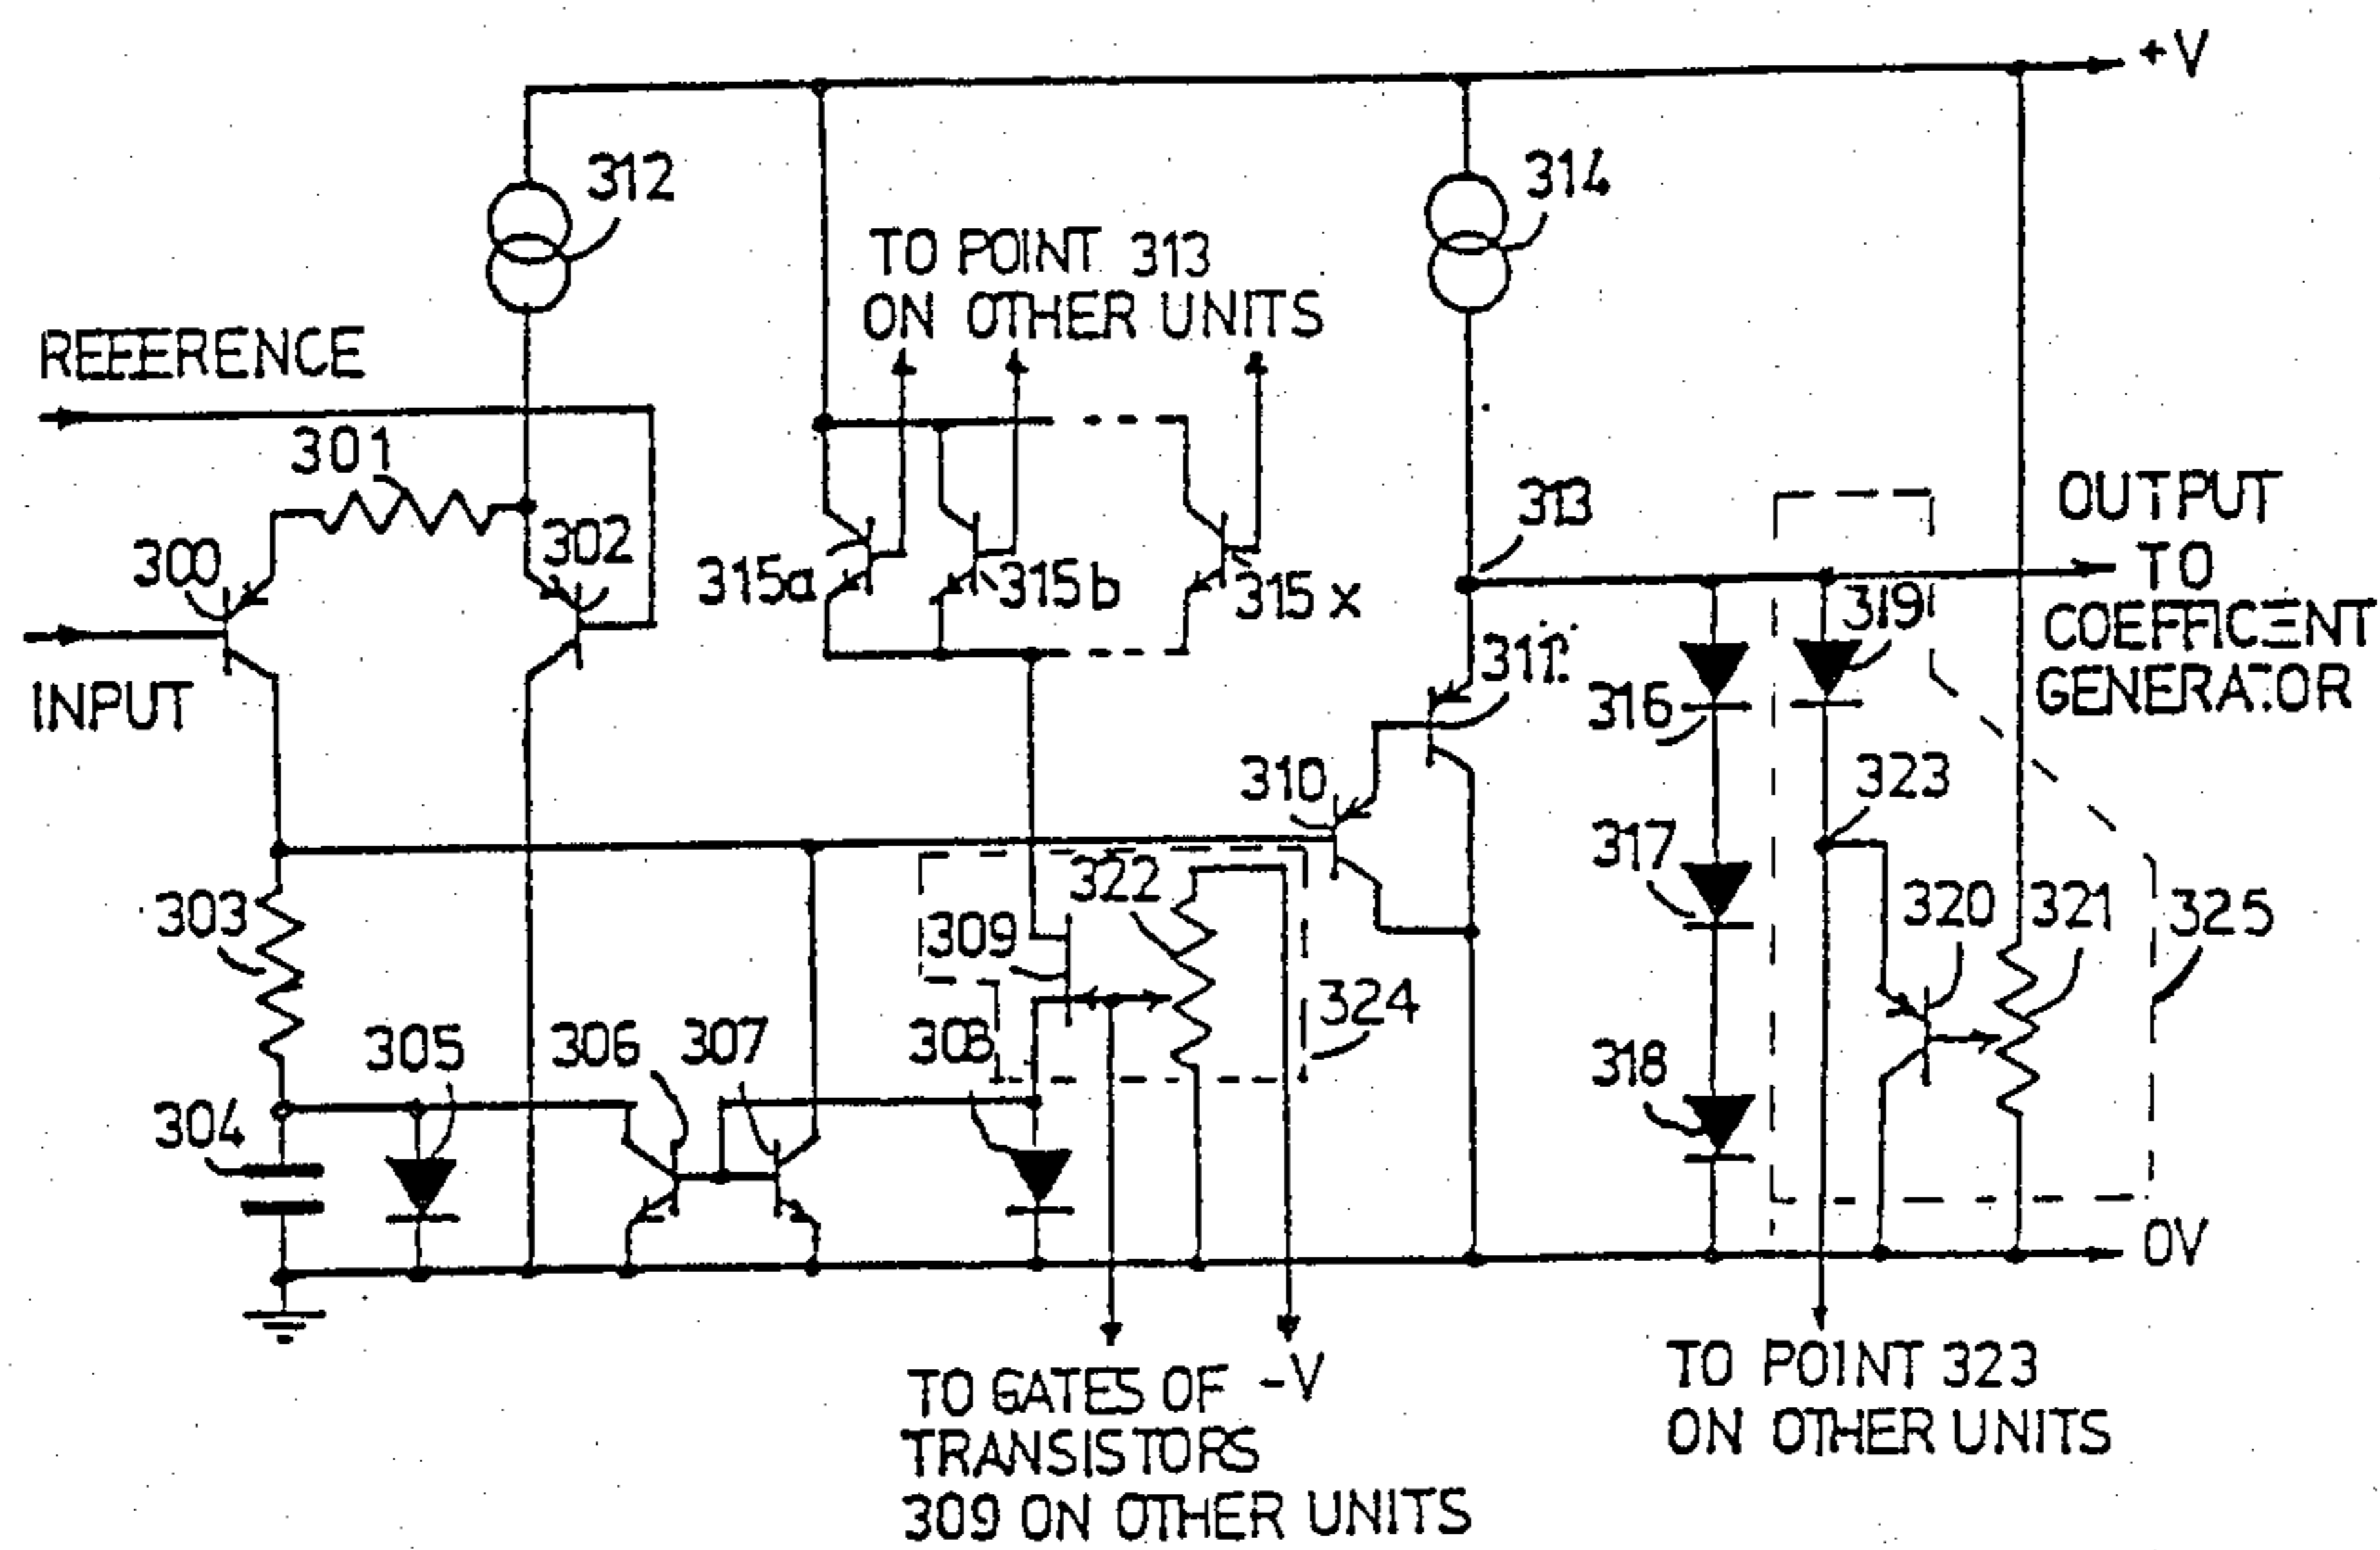 +V
312
314
TO POINT 313
ON OTHER UNITS
REFERENCE
301
313
OUTPUT
TO
COEFFICENT
GENERATOR
300
302
315a
315b
315x
319
311
316
INPUT
310
323
317
322
303
309
320
321
325
324
305
306
307
308
318
304
0V
-V
TO GATES OF
TRANSISTORS
309 ON OTHER UNITS
TO POINT 323
ON OTHER UNITS